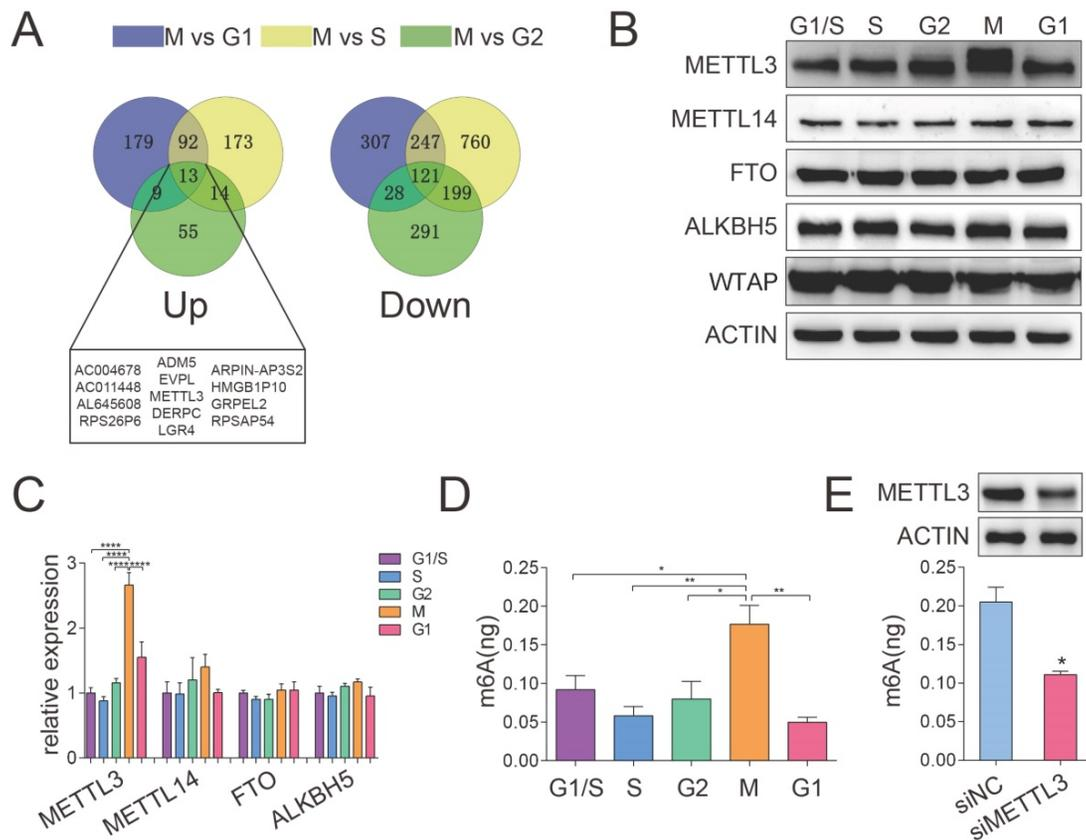 A
M vs G1 M vs S M vs G2
179 92 173
13
9 14
55
Up
307 247 760
121
28 199
291
Down
AC004678
AC011448
AL645608
RPS26P6
ADM5
EVPL
METTL3
DERPC
LGR4
ARPIN-AP3S2
HMGB1P10
GRPEL2
RPSAP54
B
G1/S S G2 M G1
METTL3
METTL14
FTO
ALKBH5
WTAP
ACTIN
C
relative expression
3
2
1
0
****
****
********
METTL3 METTL14 FTO ALKBH5
G1/S
S
G2
M
G1
D
m6A(ng)
0.25
0.20
0.15
0.10
0.05
0.00
*
**
* **
G1/S S G2 M G1
E
METTL3
ACTIN
m6A(ng)
0.25
0.20
0.15
0.10
0.05
0.00
*
siNC
siMETTL3